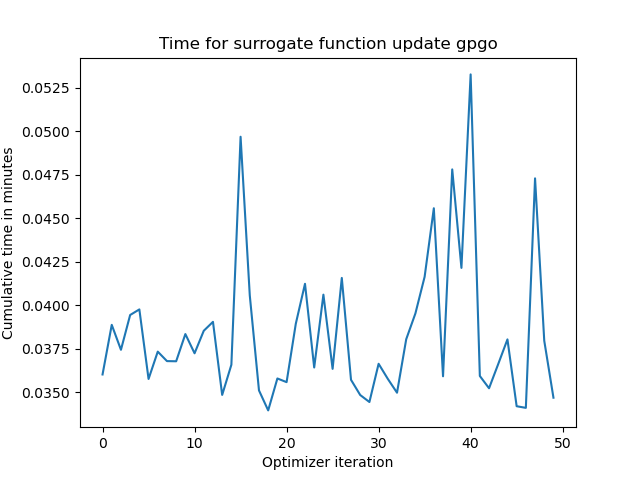 Time for surrogate function update gpgo
Cumulative time in minutes
0.0525
0.0500
0.0475
0.0450
0.0425
0.0400
0.0375
0.0350
0 10 20 30 40 50
Optimizer iteration